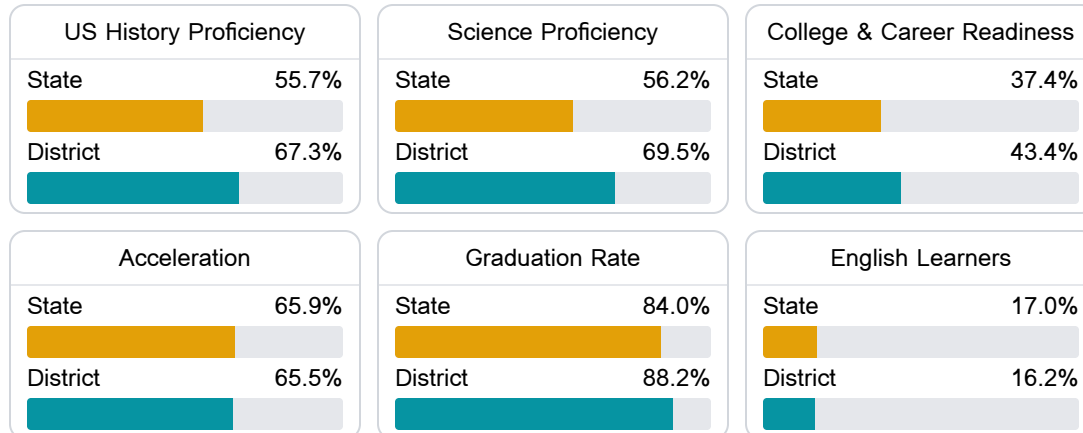 US History Proficiency
State 55.7%
District 67.3%
Science Proficiency
State 56.2%
District 69.5%
College & Career Readiness
State 37.4%
District 43.4%
Acceleration
State 65.9%
District 65.5%
Graduation Rate
State 84.0%
District 88.2%
English Learners
State 17.0%
District 16.2%